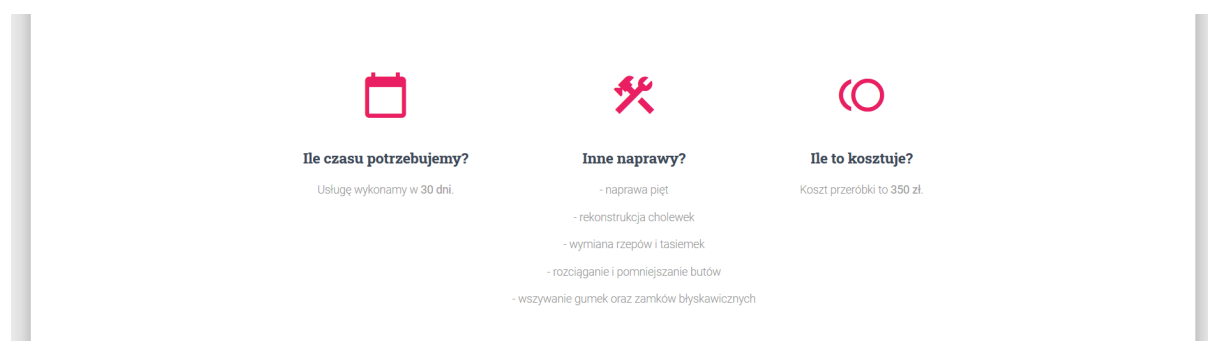 Ile czasu potrzebujemy?
Usługę wykonamy w 30 dni.
Inne naprawy?
- naprawa pięt
- rekonstrukcja cholewek
- wymiana rzepów i tasiemek
- rozciąganie i pomniejszanie butów
- wszywanie gumek oraz zamków błyskawicznych
Ile to kosztuje?
Koszt przeróbki to 350 zł.